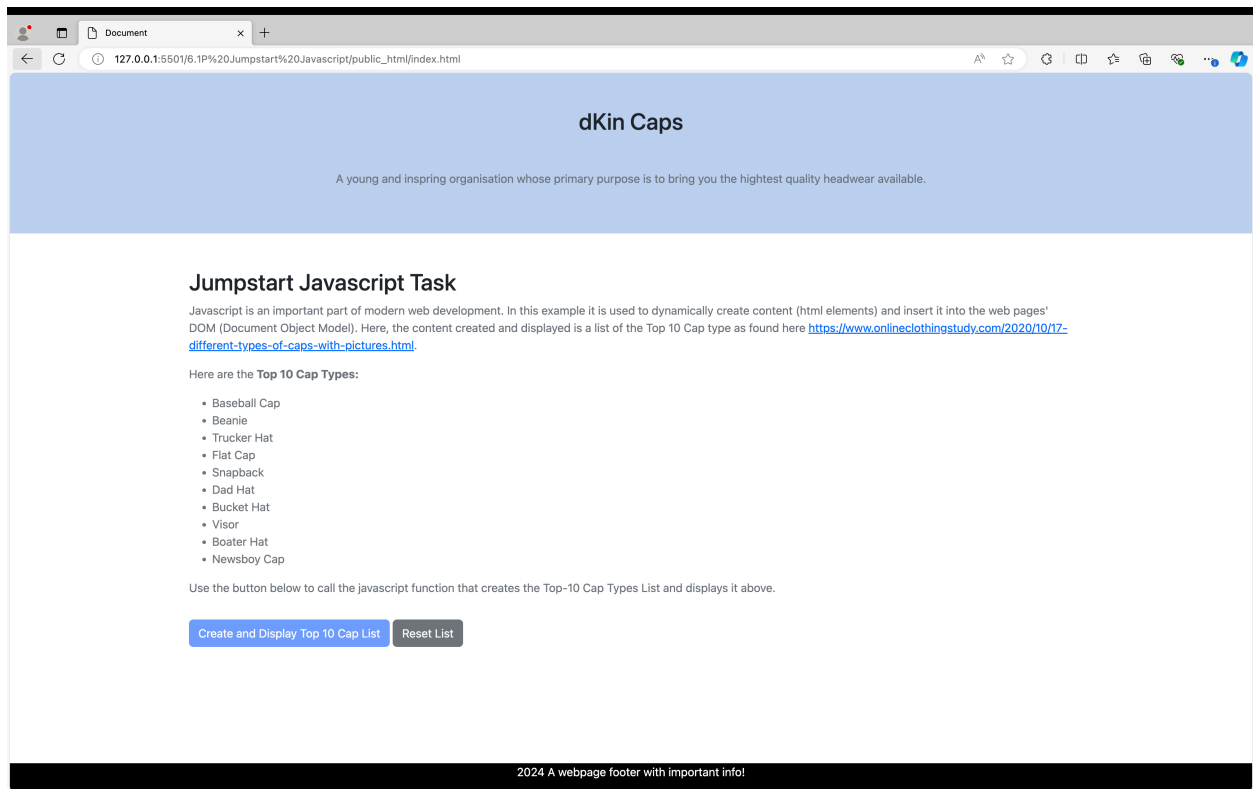 Document
127.0.0.1:5501/6.1P%20Jumpstart%20Javascript/public_html/index.html
dKin Caps
A young and inspring organisation whose primary purpose is to bring you the hightest quality headwear available.
Jumpstart Javascript Task
Javascript is an important part of modern web development. In this example it is used to dynamically create content (html elements) and insert it into the web pages'
DOM (Document Object Model). Here, the content created and displayed is a list of the Top 10 Cap type as found here https://www.onlineclothingstudy.com/2020/10/17-
different-types-of-caps-with-pictures.html.
Here are the Top 10 Cap Types:
• Baseball Cap
• Beanie
• Trucker Hat
• Flat Cap
• Snapback
• Dad Hat
• Bucket Hat
• Visor
• Boater Hat
• Newsboy Cap
Use the button below to call the javascript function that creates the Top-10 Cap Types List and displays it above.
Create and Display Top 10 Cap List Reset List
2024 A webpage footer with important info!